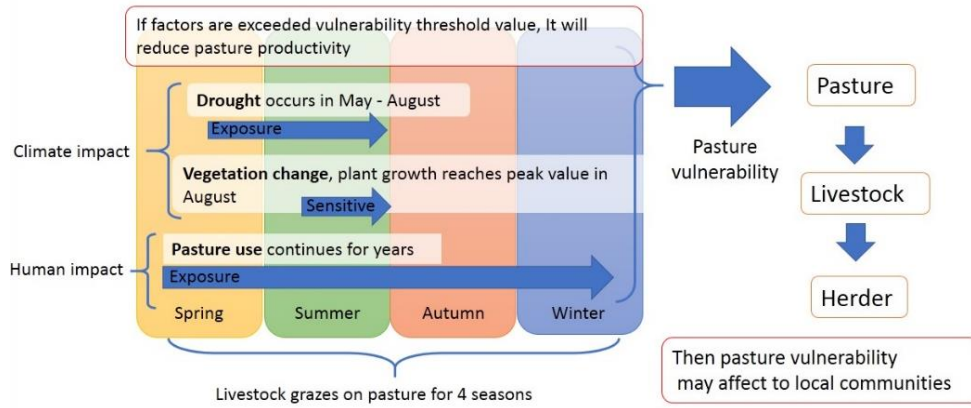 If factors are exceeded vulnerability threshold value, It will
reduce pasture productivity
Drought occurs in May - August
Exposure
Climate impact
Vegetation change, plant growth reaches peak value in
August
Sensitive
Human impact
Pasture use continues for years
Exposure
Spring
Summer
Autumn
Winter
Livestock grazes on pasture for 4 seasons
Pasture
vulnerability
Pasture
Livestock
Herder
Then pasture vulnerability
may affect to local communities